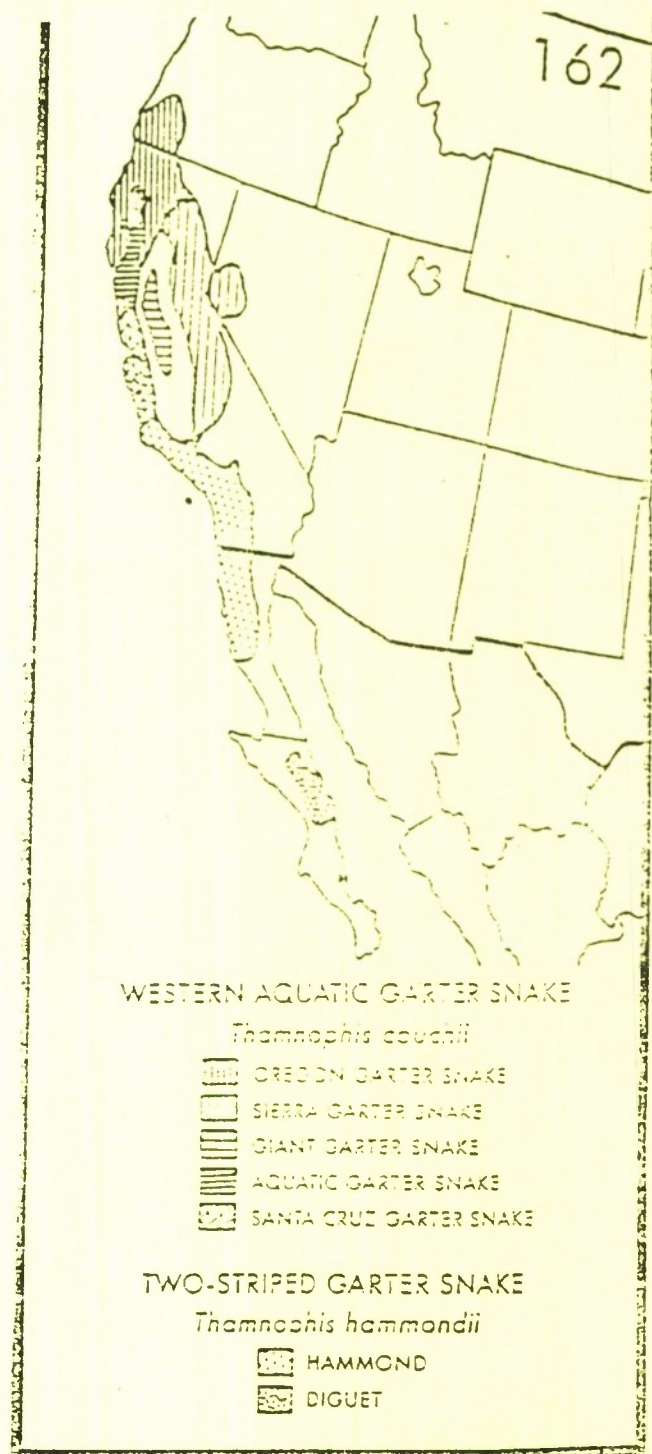 162
WESTERN AQUATIC GARTER SNAKE
Thamnophis couchii
OREGON GARTER SNAKE
SIERRA GARTER SNAKE
GIANT GARTER SNAKE
AQUATIC GARTER SNAKE
SANTA CRUZ GARTER SNAKE
TWO-STRIPED GARTER SNAKE
Thamnophis hammondii
HAMMOND
DIGUET